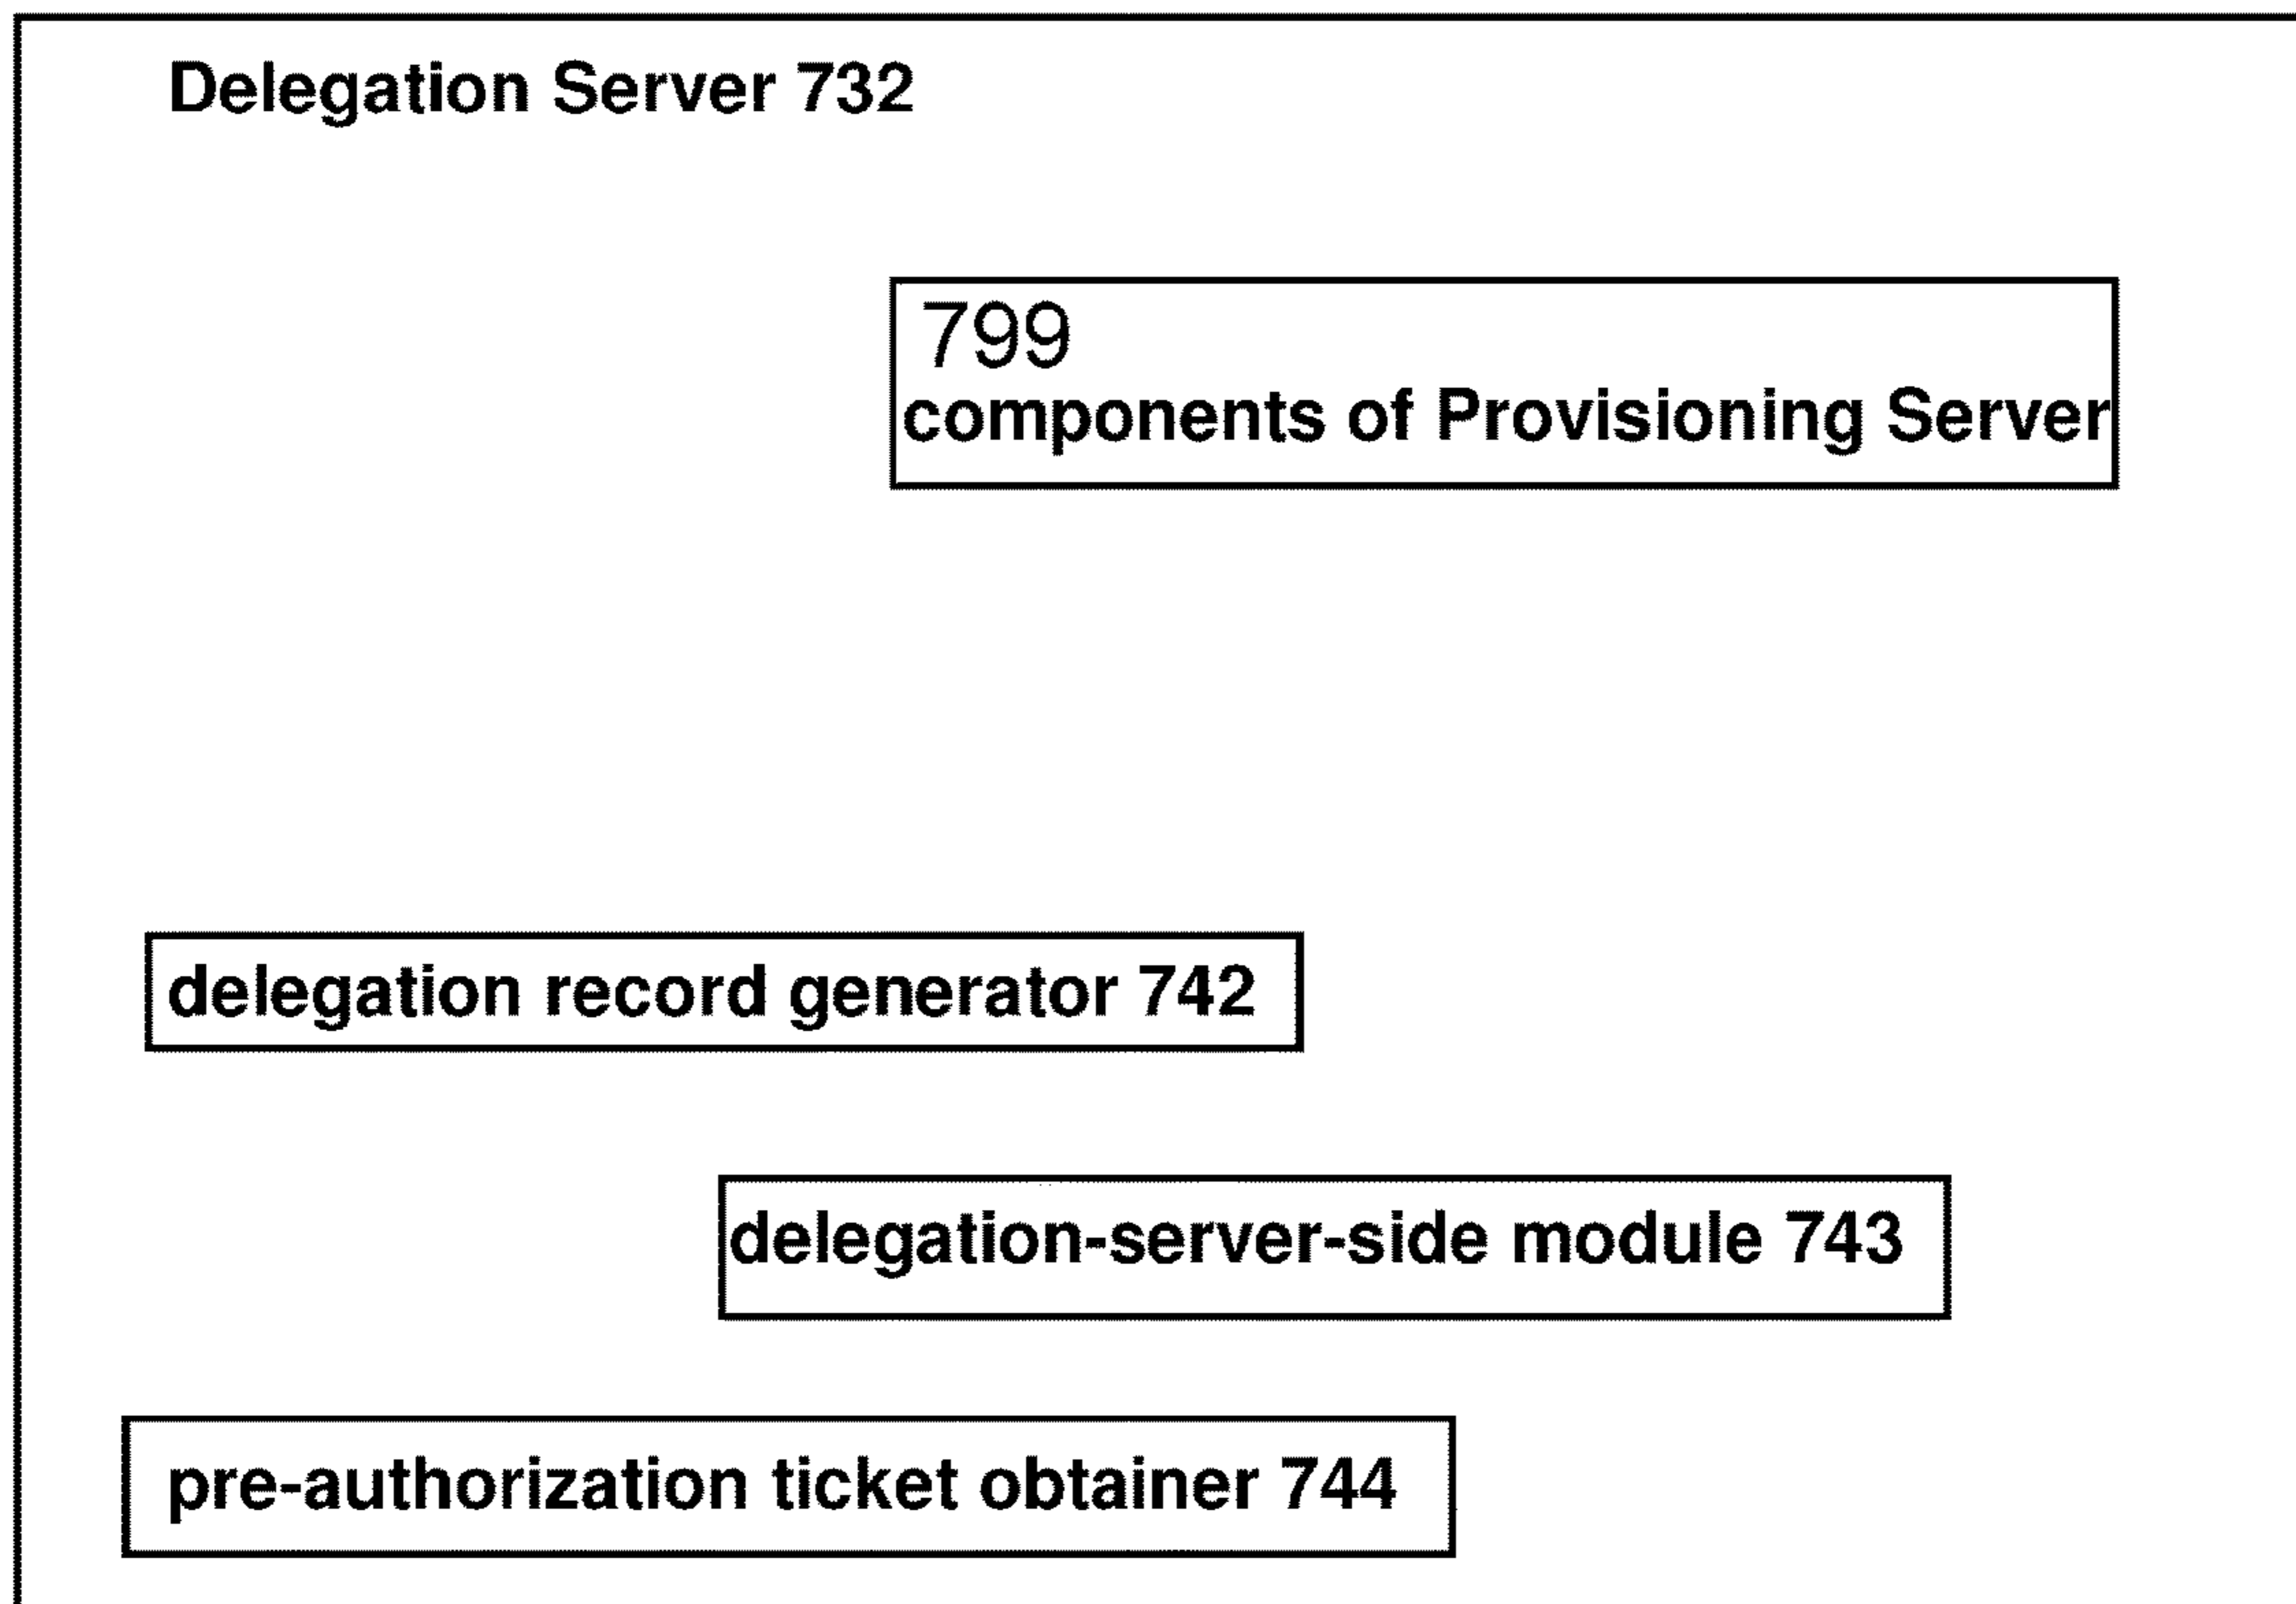 Delegation Server 732
799
components of Provisioning Server
delegation record generator 742
delegation-server-side module 743
pre-authorization ticket obtainer 744